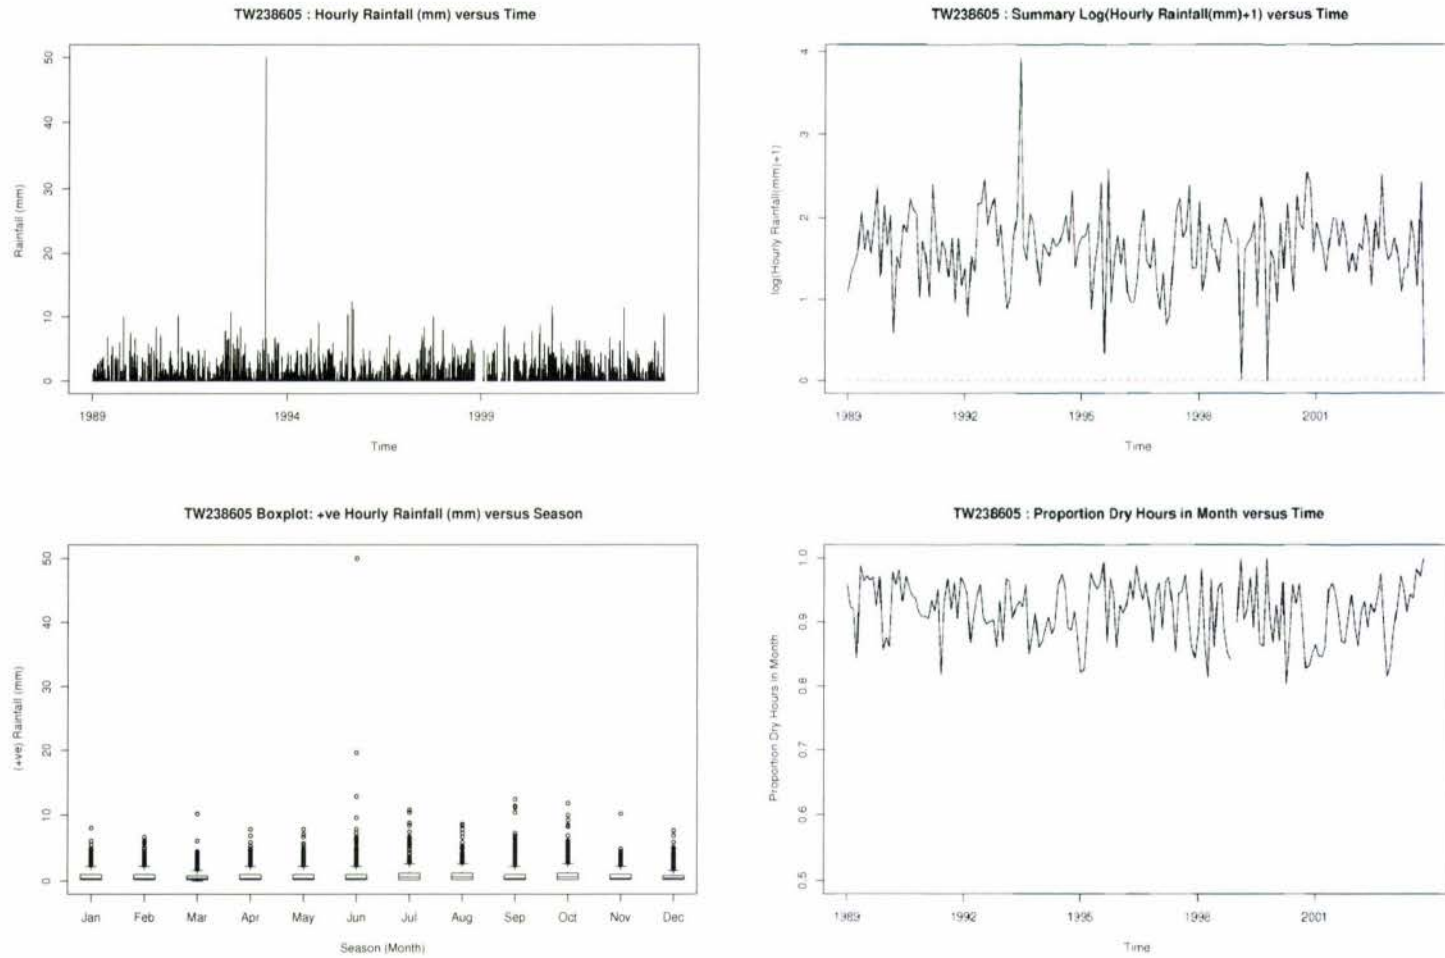 TW238605 : Hourly Rainfall (mm) versus Time
Rainfall (mm)
50
40
30
20
10
0
1989 1994 1999
Time
TW238605 : Summary Log(Hourly Rainfall(mm)+1) versus Time
log(Hourly Rainfall(mm)+1)
4
3
2
1
0
1989 1992 1995 1998 2001
Time
TW238605 Boxplot: +ve Hourly Rainfall (mm) versus Season
(+ve) Rainfall (mm)
50
40
30
20
10
0
Jan Feb Mar Apr May Jun Jul Aug Sep Oct Nov Dec
Season (Month)
TW238605 : Proportion Dry Hours in Month versus Time
Proportion Dry Hours in Month
1.0
0.9
0.8
0.7
0.6
0.5
1989 1992 1995 1998 2001
Time